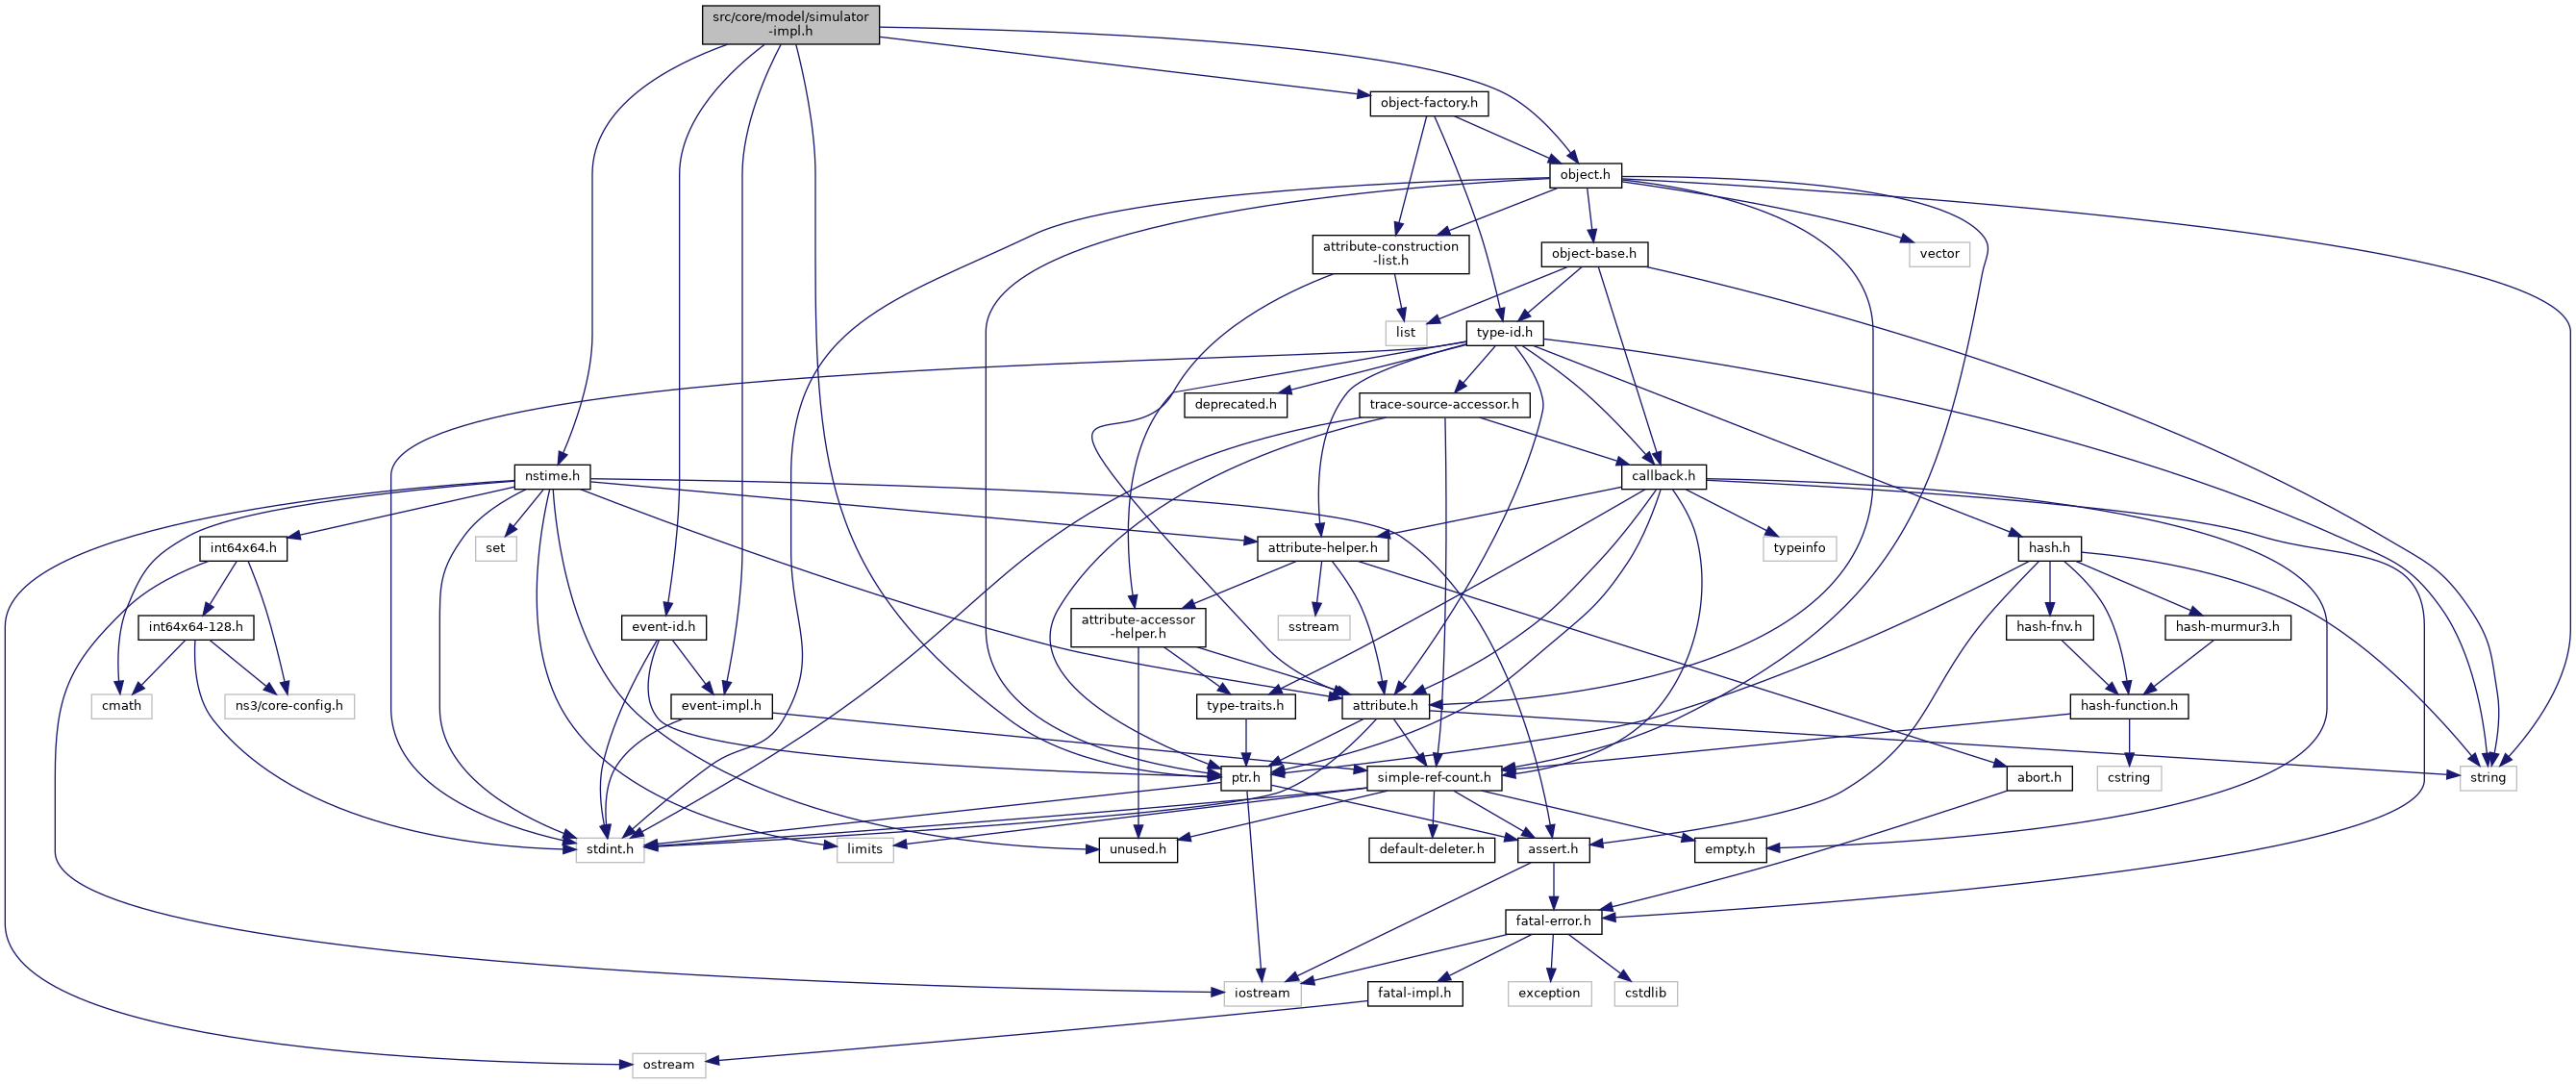 src/core/model/simulator
-impl.h
object-factory.h
object.h
attribute-construction
-list.h
object-base.h
vector
list
type-id.h
deprecated.h
trace-source-accessor.h
nstime.h
callback.h
int64x64.h
set
attribute-helper.h
typeinfo
hash.h
int64x64-128.h
event-id.h
attribute-accessor
-helper.h
sstream
hash-fnv.h
hash-murmur3.h
cmath
ns3/core-config.h
event-impl.h
type-traits.h
attribute.h
hash-function.h
ptr.h
simple-ref-count.h
abort.h
cstring
string
stdint.h
limits
unused.h
default-deleter.h
assert.h
empty.h
fatal-error.h
iostream
fatal-impl.h
exception
cstdlib
ostream